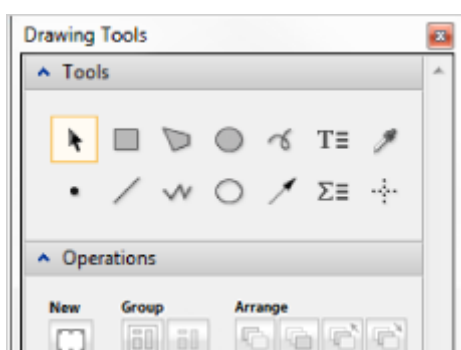 Drawing Tools
Tools
T
Σ
Operations
New Group Arrange